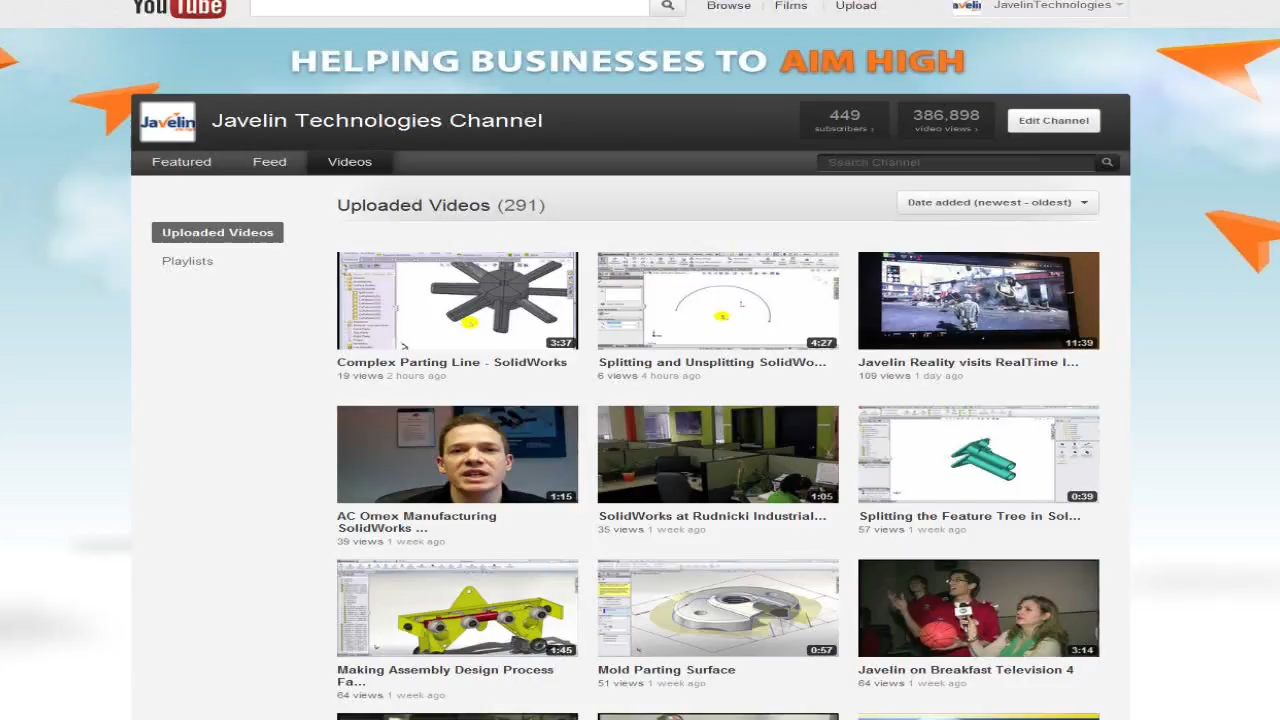 YouTube
Browse
Films
Upload
Javelin
JavelinTechnologies
HELPING BUSINESSES TO AIM HIGH
Javelin
Javelin Technologies Channel
449
subscribers
386,898
video views
Edit Channel
Featured
Feed
Videos
Search Channel
Uploaded Videos (291)
Date added (newest - oldest)
Uploaded Videos
Playlists
3:37
4:27
11:39
Complex Parting Line - SolidWorks
19 views 2 hours ago
Splitting and Unsplitting SolidWo...
6 views 4 hours ago
Javelin Reality visits RealTime I...
109 views 1 day ago
1:15
1:05
0:39
AC Omex Manufacturing
SolidWorks ...
39 views 1 week ago
SolidWorks at Rudnicki Industrial...
35 views 1 week ago
Splitting the Feature Tree in Sol...
57 views 1 week ago
1:45
0:57
3:14
Making Assembly Design Process
Fa...
64 views 1 week ago
Mold Parting Surface
51 views 1 week ago
Javelin on Breakfast Television 4
64 views 1 week ago